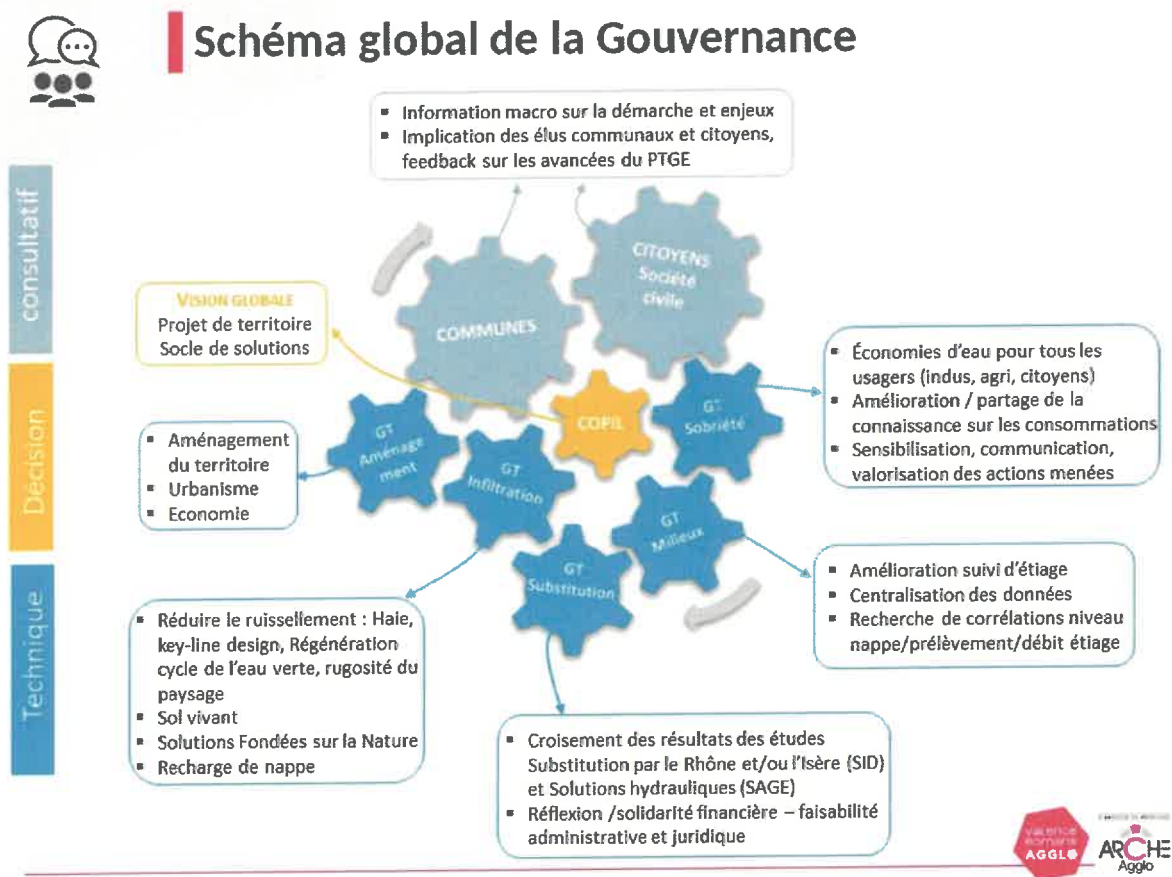 Schéma global de la Gouvernance
▪ Information macro sur la démarche et enjeux
▪ Implication des élus communaux et citoyens,
feedback sur les avancées du PTGE
consultatif
CITOYENS
Société
civile
COMMUNES
VISION GLOBALE
Projet de territoire
Socle de solutions
Décision
COPIL
GT
Sobriété
▪ Économies d'eau pour tous les
usagers (indus, agri, citoyens)
▪ Amélioration / partage de la
connaissance sur les consommations
▪ Sensibilisation, communication,
valorisation des actions menées
GT
Aménage
ment
▪ Aménagement
du territoire
▪ Urbanisme
▪ Economie
GT
Infiltration
GT
Milieux
GT
Substitution
Technique
▪ Amélioration suivi d'étiage
▪ Centralisation des données
▪ Recherche de corrélations niveau
nappe/prélèvement/débit étiage
▪ Réduire le ruissellement : Haie,
key-line design, Régénération
cycle de l'eau verte, rugosité du
paysage
▪ Sol vivant
▪ Solutions Fondées sur la Nature
▪ Recharge de nappe
▪ Croisement des résultats des études
Substitution par le Rhône et/ou l'Isère (SID)
et Solutions hydrauliques (SAGE)
▪ Réflexion /solidarité financière – faisabilité
administrative et juridique
valence
romans
AGGLO
ARCHE
Agglo